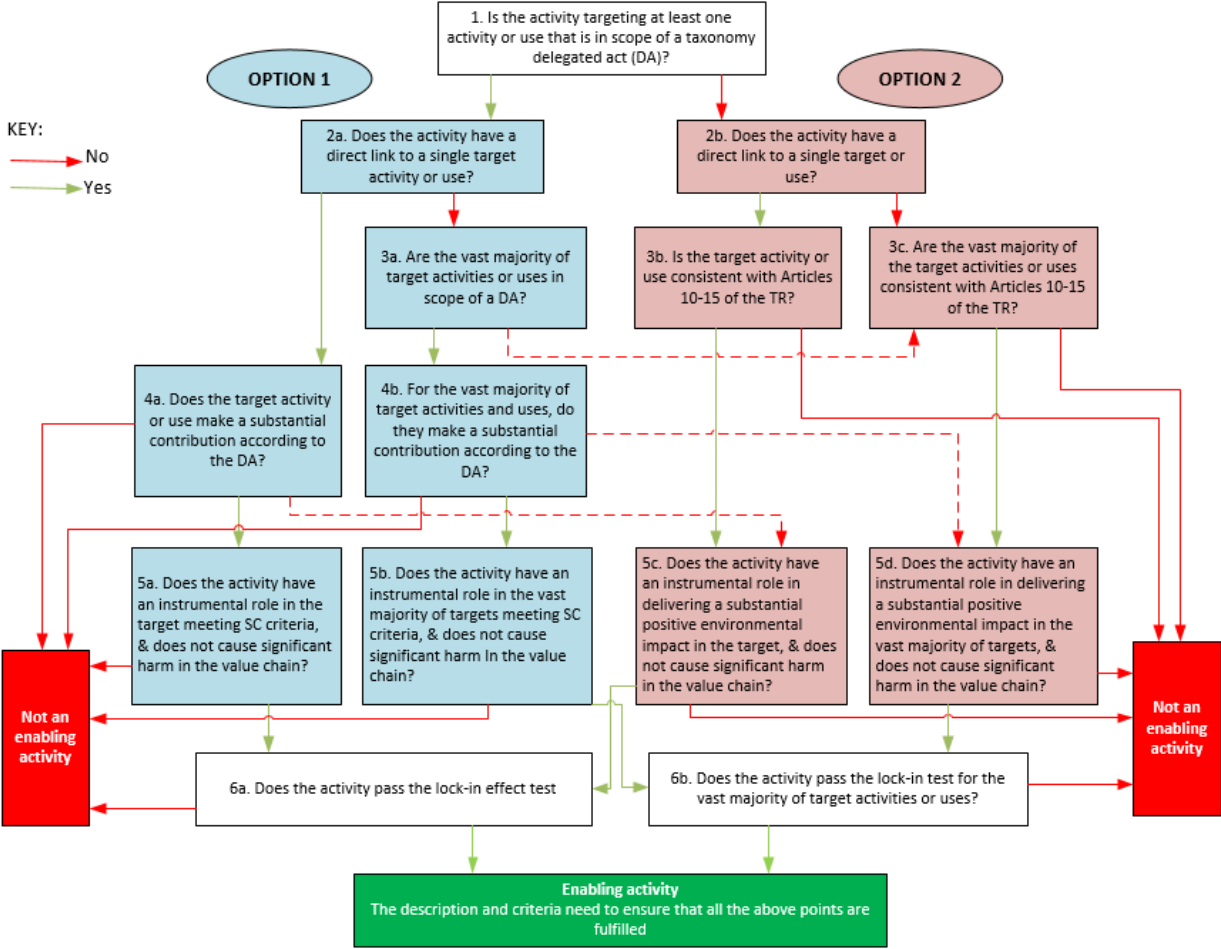 1. Is the activity targeting at least one
activity or use that is in scope of a taxonomy
delegated act (DA)?
OPTION 1
OPTION 2
KEY:
No
Yes
2a. Does the activity have a
direct link to a single target
activity or use?
2b. Does the activity have a
direct link to a single target or
use?
3a. Are the vast majority of
target activities or uses in
scope of a DA?
3b. Is the target activity or
use consistent with Articles
10-15 of the TR?
3c. Are the vast majority of
the target activities or uses
consistent with Articles 10-15
of the TR?
4a. Does the target activity
or use make a substantial
contribution according to
the DA?
4b. For the vast majority of
target activities and uses, do
they make a substantial
contribution according to the
DA?
5a. Does the activity have
an instrumental role in the
target meeting SC criteria,
& does not cause significant
harm in the value chain?
5b. Does the activity have an
instrumental role in the vast
majority of targets meeting SC
criteria, & does not cause
significant harm In the value
chain?
5c. Does the activity have
an instrumental role in
delivering a substantial
positive environmental
impact in the target, & does
not cause significant harm
in the value chain?
5d. Does the activity have an
instrumental role in delivering
a substantial positive
environmental impact in the
vast majority of targets, &
does not cause significant
harm in the value chain?
Not an
enabling
activity
Not an
enabling
activity
6a. Does the activity pass the lock-in effect test
6b. Does the activity pass the lock-in test for the
vast majority of target activities or uses?
Enabling activity
The description and criteria need to ensure that all the above points are
fulfilled